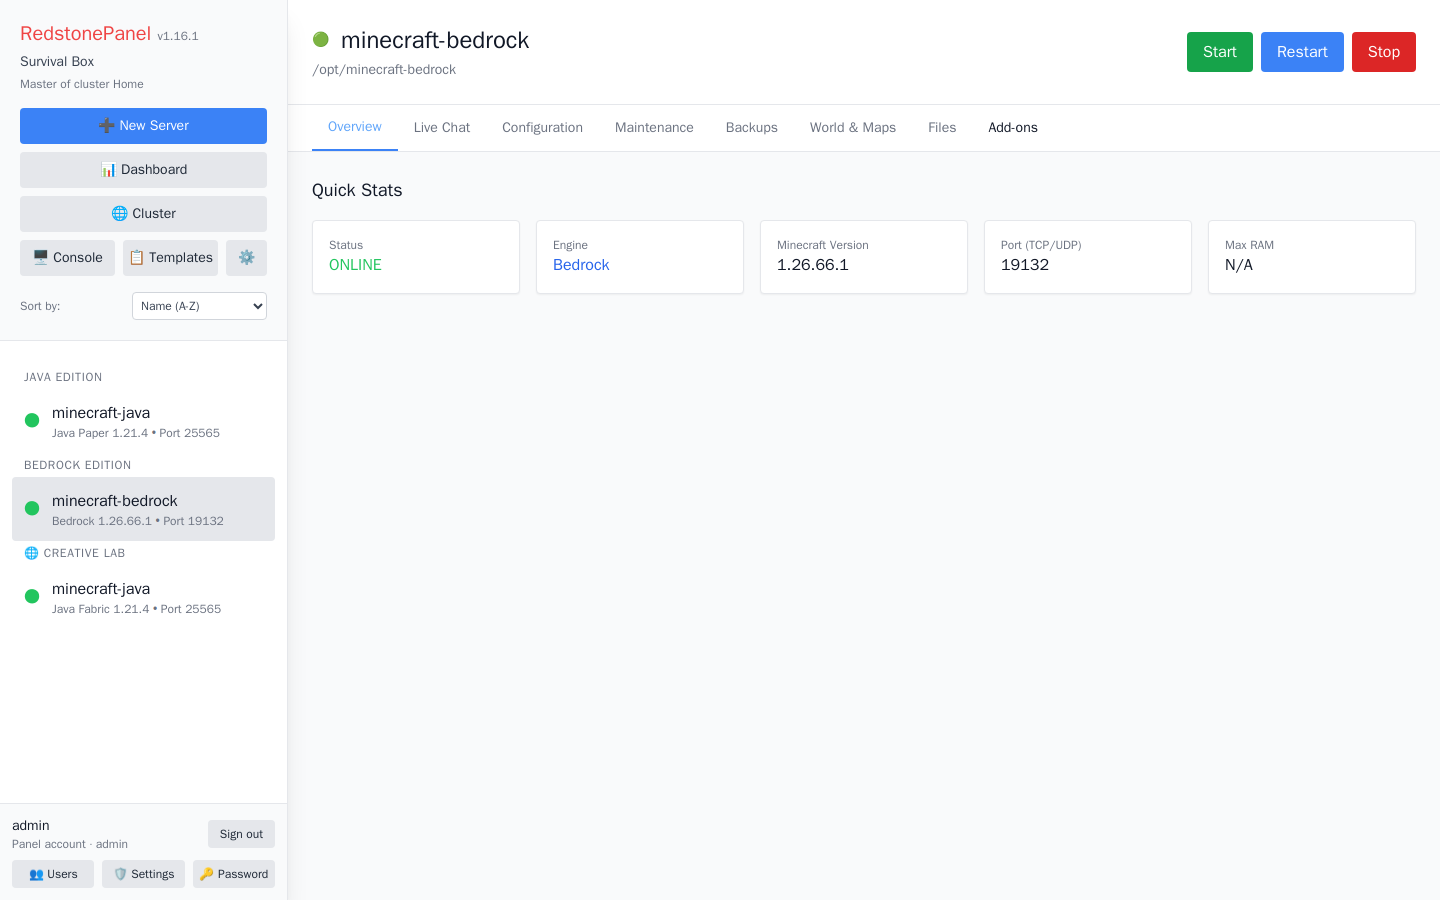 RedstonePanel v1.16.1
Survival Box
Master of cluster Home
➕ New Server
📊 Dashboard
🌐 Cluster
🖥️ Console
📋 Templates
⚙️
Sort by:
Name (A-Z)
JAVA EDITION
minecraft-java
Java Paper 1.21.4 • Port 25565
BEDROCK EDITION
minecraft-bedrock
Bedrock 1.26.66.1 • Port 19132
🌐 CREATIVE LAB
minecraft-java
Java Fabric 1.21.4 • Port 25565
admin
Panel account · admin
Sign out
👥 Users
🛡️ Settings
🔑 Password
minecraft-bedrock
/opt/minecraft-bedrock
Start
Restart
Stop
Overview
Live Chat
Configuration
Maintenance
Backups
World & Maps
Files
Add-ons
Quick Stats
Status
ONLINE
Engine
Bedrock
Minecraft Version
1.26.66.1
Port (TCP/UDP)
19132
Max RAM
N/A